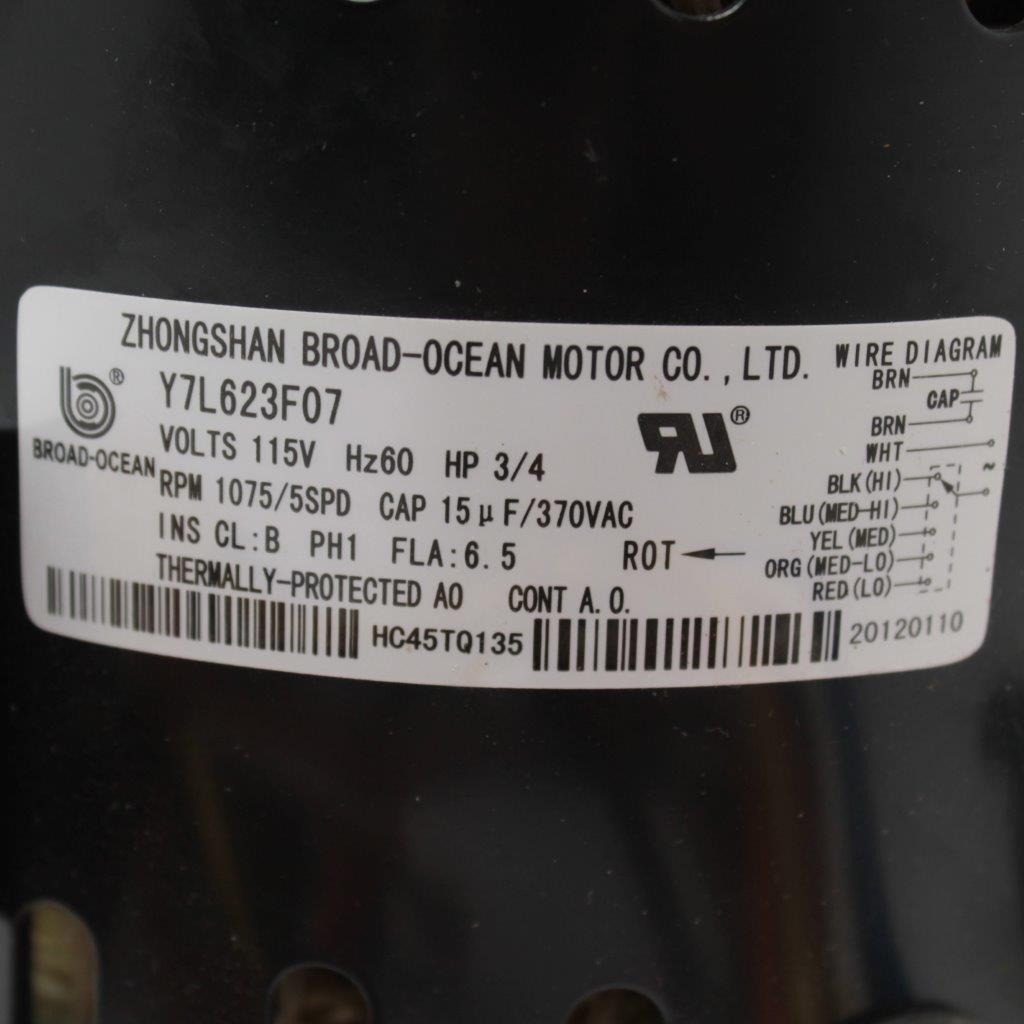 ZHONGSHAN BROAD-OCEAN MOTOR CO., LTD.
BROAD-OCEAN
®
Y7L623F07
VOLTS 115V Hz60 HP 3/4
RPM 1075/5SPD CAP 15μF/370VAC
INS CL:B PH1 FLA:6.5 ROT
THERMALLY-PROTECTED AO CONT A.O.
HC45TQ135
20120110
RU®
WIRE DIAGRAM
BRN
CAP
BRN
WHT
~
BLK(HI)
BLU(MED-HI)
YEL(MED)
ORG(MED-LO)
RED(LO)